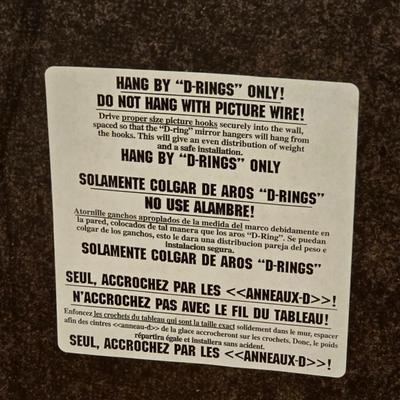 HANG BY "D-RINGS" ONLY!
DO NOT HANG WITH PICTURE WIRE!
Drive proper size picture hooks securely into the wall,
spaced so that the "D-ring" mirror hangers will hang from
the hooks. This will give an even distribution of weight
and a safe installation.
HANG BY "D-RINGS" ONLY
SOLAMENTE COLGAR DE AROS "D-RINGS"
NO USE ALAMBRE!
Atornille ganchos apropiados de la medida del marco debidamente en
la pared, colocados de tal manera que los aros "D-Ring". Se puedan
colgar de los ganchos, esto le dara una distribucion pareja del peso e
instalacion segura.
SOLAMENTE COLGAR DE AROS "D-RINGS"
SEUL, ACCROCHEZ PAR LES <<ANNEAUX-D>>!
N'ACCROCHEZ PAS AVEC LE FIL DU TABLEAU!
Enfoncez les crochets du tableau qui sont la taille exact solidement dans le mur, espacer
afin des cintres <<anneau-d>> de la glace accrocheront sur les crochets. Donc, le poids
répartira égale et installera sans acident.
SEUL, ACCROCHEZ PAR LES <<ANNEAUX-D>>!